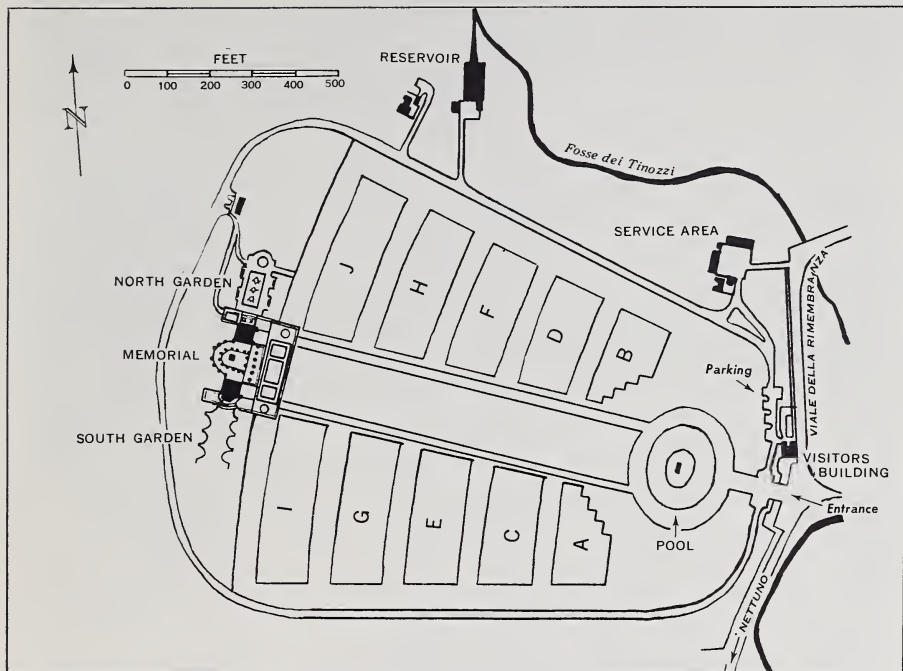 FEET
0 100 200 300 400 500
N
RESERVOIR
Fosse dei Tinozzi
SERVICE AREA
NORTH GARDEN
MEMORIAL
SOUTH GARDEN
J
H
F
D
B
Parking
VIALE DELLA RIMEMBRANZA
VISITORS
BUILDING
Entrance
I
G
E
C
A
POOL
NETTUNO